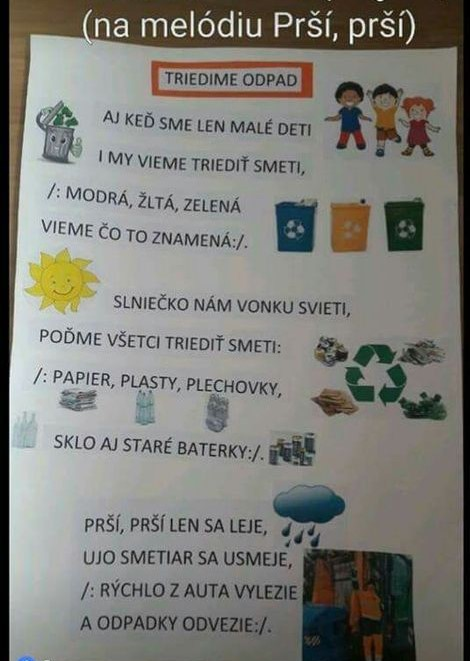 (na melódiu Prší, prší)
TRIEDIME ODPAD
AJ KEĎ SME LEN MALÉ DETI
I MY VIEME TRIEDIŤ SMETI,
/: MODRÁ, ŽLTÁ, ZELENÁ
VIEME ČO TO ZNAMENÁ:/.
SLNIEČKO NÁM VONKU SVIETI,
POĎME VŠETCI TRIEDIŤ SMETI:
/: PAPIER, PLASTY, PLECHOVKY,
SKLO AJ STARÉ BATERKY:/.
PRŠÍ, PRŠÍ LEN SA LEJE,
UJO SMETIAR SA USMEJE,
/: RÝCHLO Z AUTA VYLEZIE
A ODPADKY ODVEZIE:/.